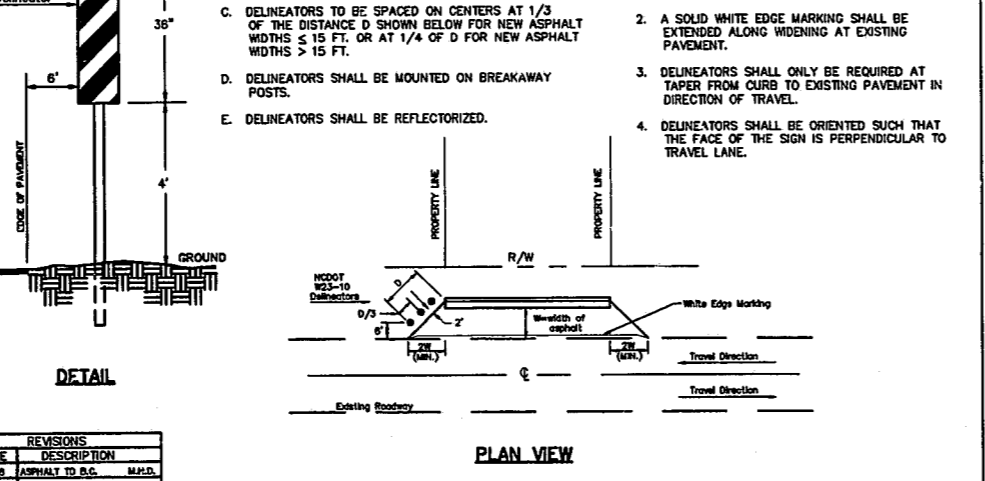 36"
6'
EDGE OF PAVEMENT
4'
GROUND
DETAIL
REVISIONS
DESCRIPTION
ASPHALT TO B.C. M.H.D.
C. DELINEATORS TO BE SPACED ON CENTERS AT 1/3
OF THE DISTANCE D SHOWN BELOW FOR NEW ASPHALT
WIDTHS ≤ 15 FT. OR AT 1/4 OF D FOR NEW ASPHALT
WIDTHS > 15 FT.
D. DELINEATORS SHALL BE MOUNTED ON BREAKAWAY
POSTS.
E. DELINEATORS SHALL BE REFLECTORIZED.
2. A SOLID WHITE EDGE MARKING SHALL BE
EXTENDED ALONG WIDENING AT EXISTING
PAVEMENT.
3. DELINEATORS SHALL ONLY BE REQUIRED AT
TAPER FROM CURB TO EXISTING PAVEMENT IN
DIRECTION OF TRAVEL.
4. DELINEATORS SHALL BE ORIENTED SUCH THAT
THE FACE OF THE SIGN IS PERPENDICULAR TO
TRAVEL LANE.
PROPERTY LINE
PROPERTY LINE
R/W
NCDOT
W23-10
Delineators
D
D/3
6'
2'
W=width of
asphalt
White Edge Marking
2W
(MIN.)
2W
(MIN.)
Travel Direction
℄
Travel Direction
Existing Roadway
PLAN VIEW